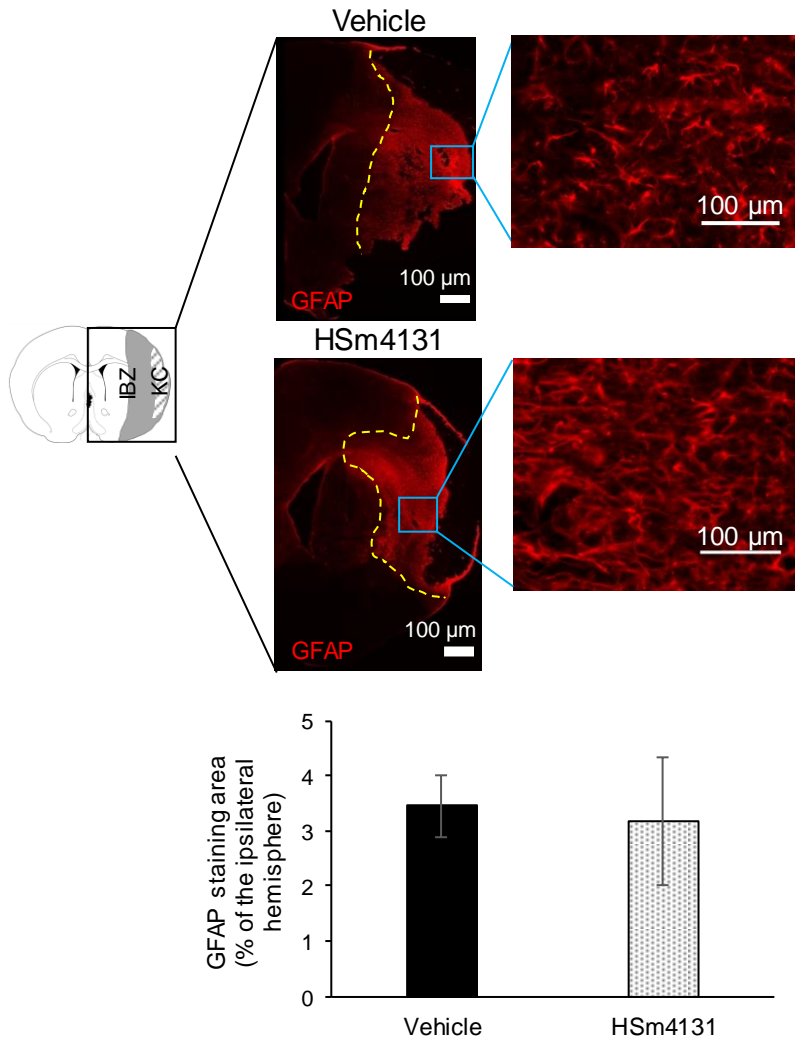 Vehicle
100 µm
100 µm
GFAP
HSm4131
IBZ
KC
100 µm
100 µm
GFAP
GFAP staining area
(% of the ipsilateral
hemisphere)
5
4
3
2
1
0
Vehicle
HSm4131